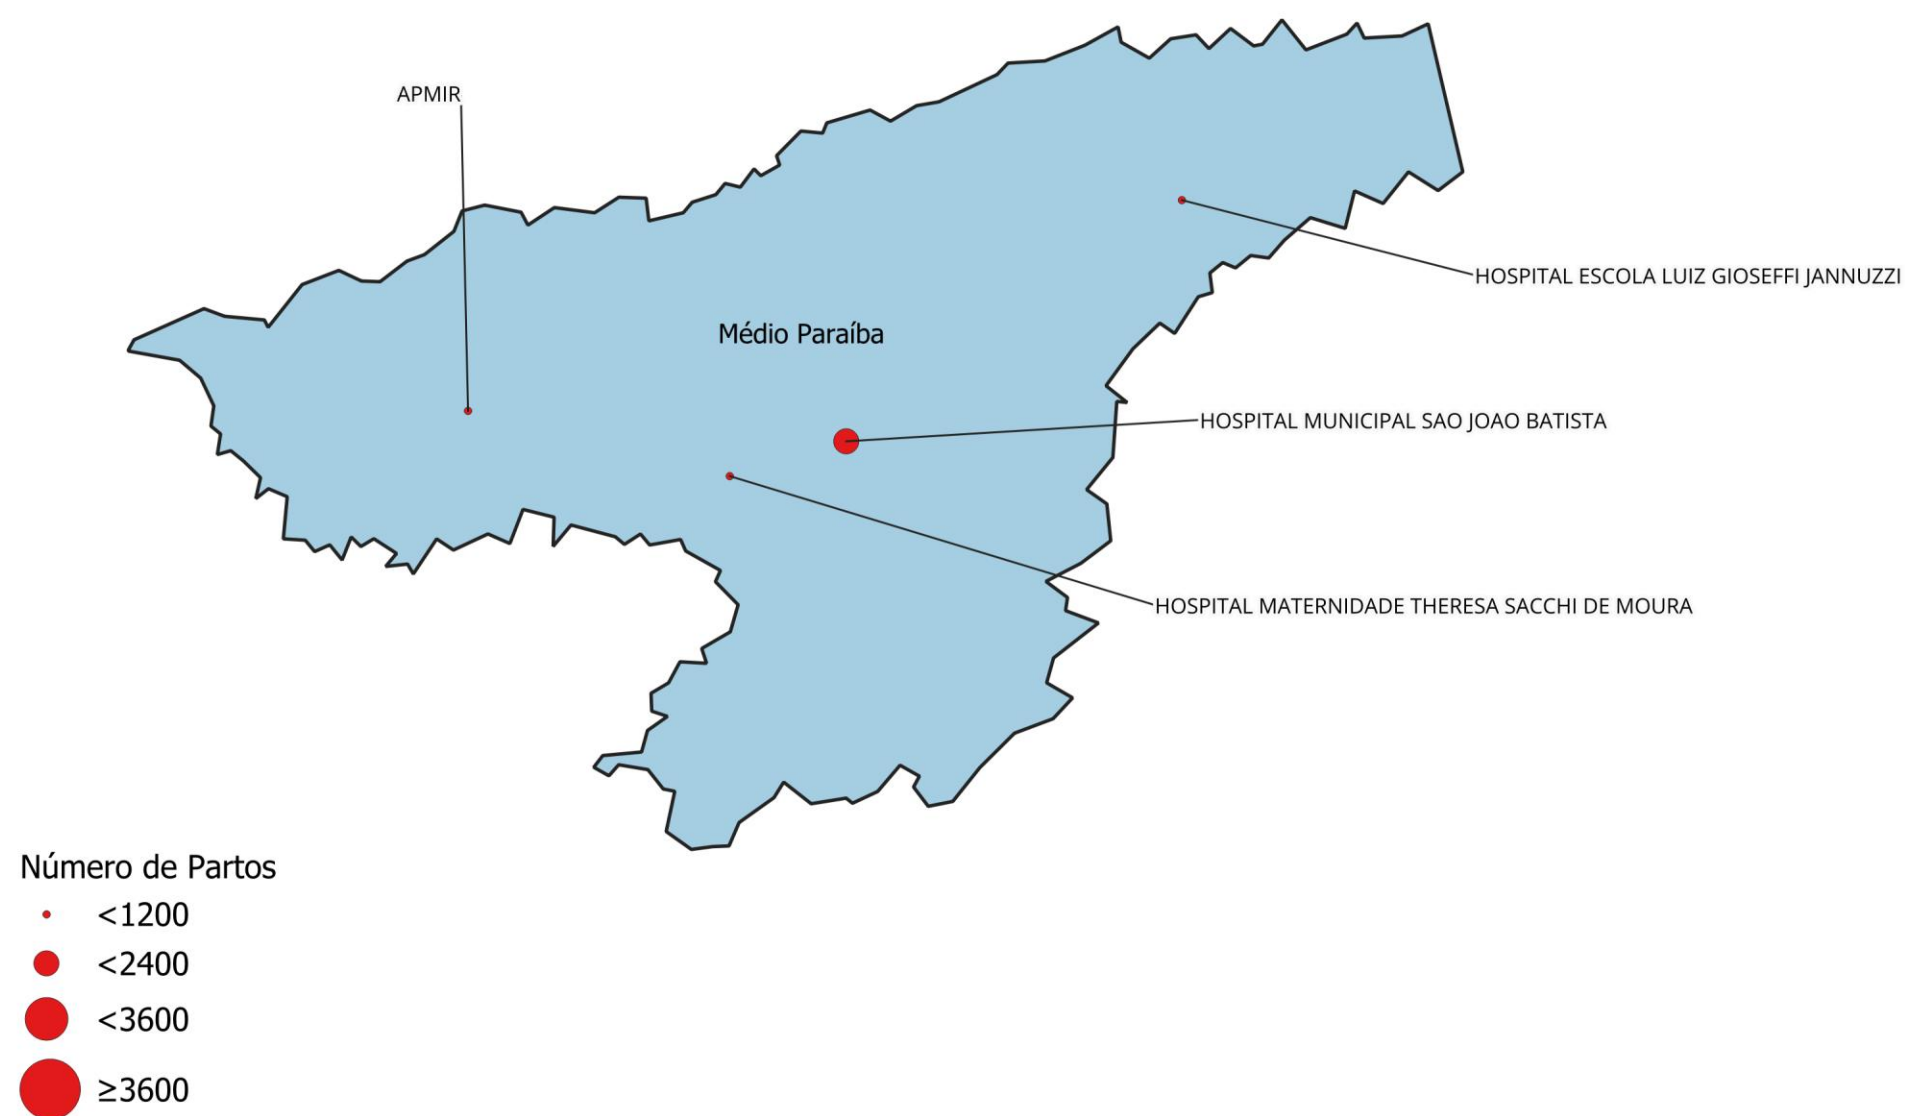 APMIR
HOSPITAL ESCOLA LUIZ GIOSEFFI JANNUZZI
Médio Paraíba
HOSPITAL MUNICIPAL SAO JOAO BATISTA
HOSPITAL MATERNIDADE THERESA SACCHI DE MOURA
Número de Partos
<1200
<2400
<3600
≥3600